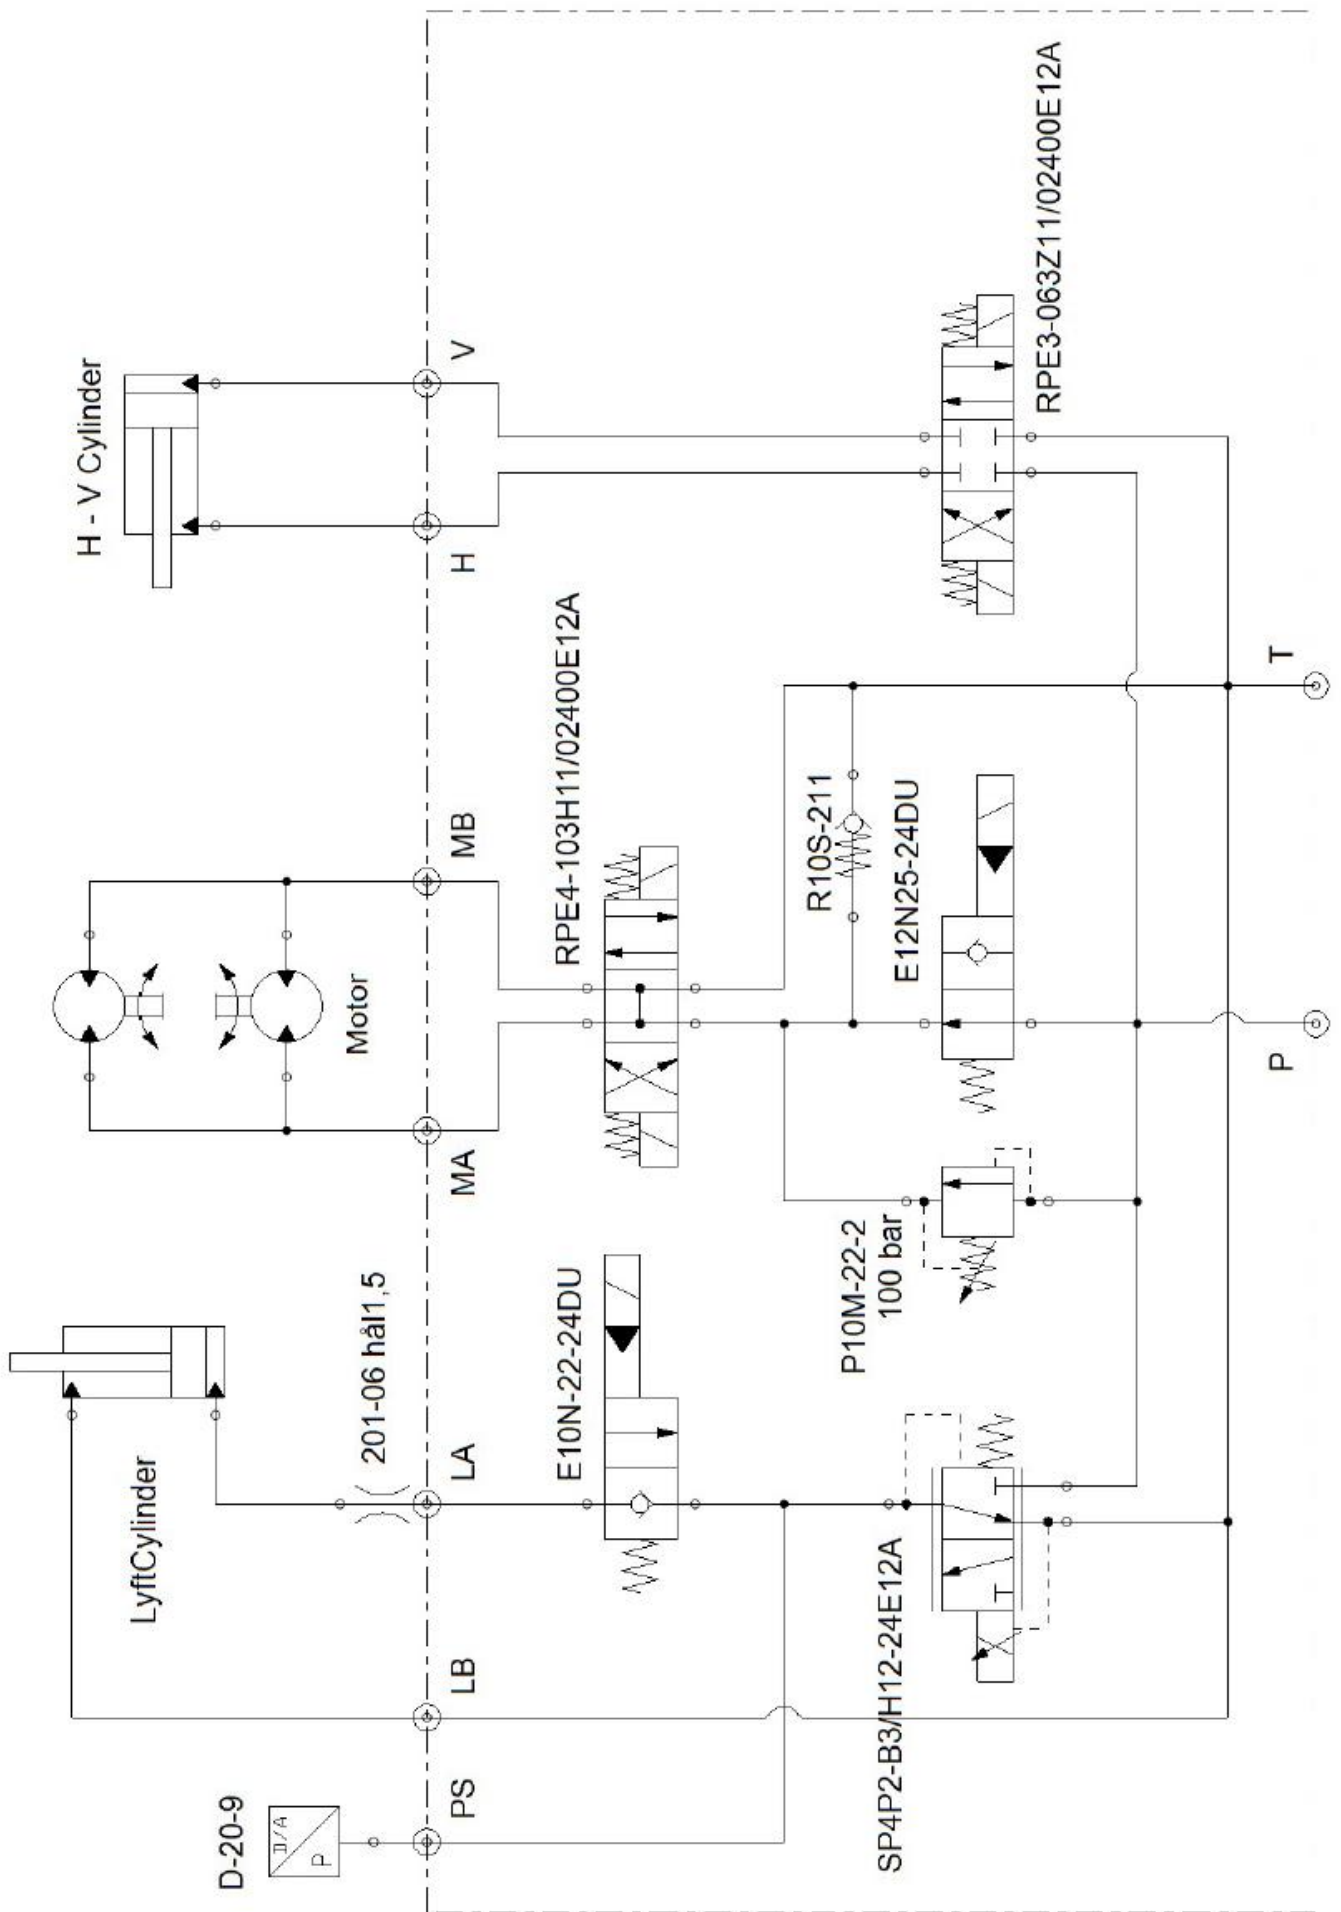 H - V Cylinder
V
H
RPE3-063Z11/02400E12A
MB
MA
Motor
RPE4-103H11/02400E12A
R10S-211
E12N25-24DU
T
P
P10M-22-2
100 bar
LyftCylinder
201-06 hål1,5
LA
LB
E10N-22-24DU
SP4P2-B3/H12-24E12A
D-20-9
D/A
P
PS